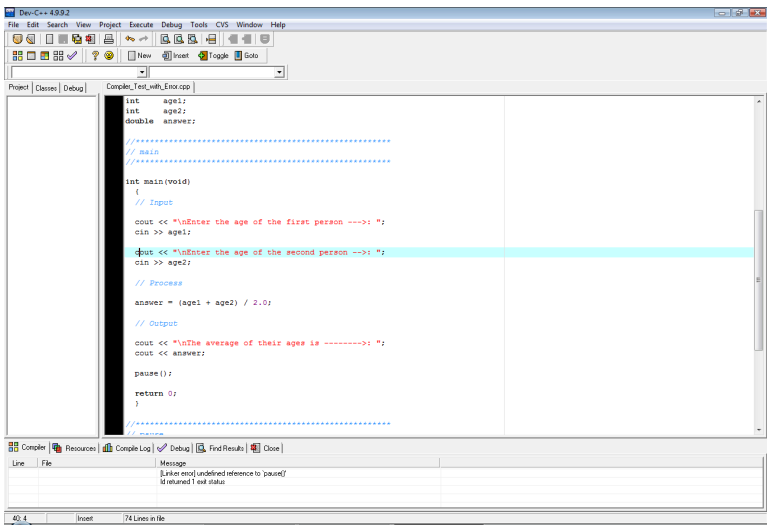 Dev-C++ 4.9.9.2
File Edit Search View Project Execute Debug Tools CVS Window Help
New Insert Toggle Goto
Project Classes Debug Compiler_Test_with_Error.cpp
int age1;
int age2;
double answer;
//******************************************************
// main
//******************************************************
int main(void)
{
// Input
cout << "\nEnter the age of the first person --->: ";
cin >> age1;
cout << "\nEnter the age of the second person -->: ";
cin >> age2;
// Process
answer = (age1 + age2) / 2.0;
// Output
cout << "\nThe average of their ages is -------->: ";
cout << answer;
pause();
return 0;
}
//******************************************************
// pause
Compiler Resources Compile Log Debug Find Results Close
Line File Message
[Linker error] undefined reference to `pause()'
ld returned 1 exit status
40: 4 Insert 74 Lines in file